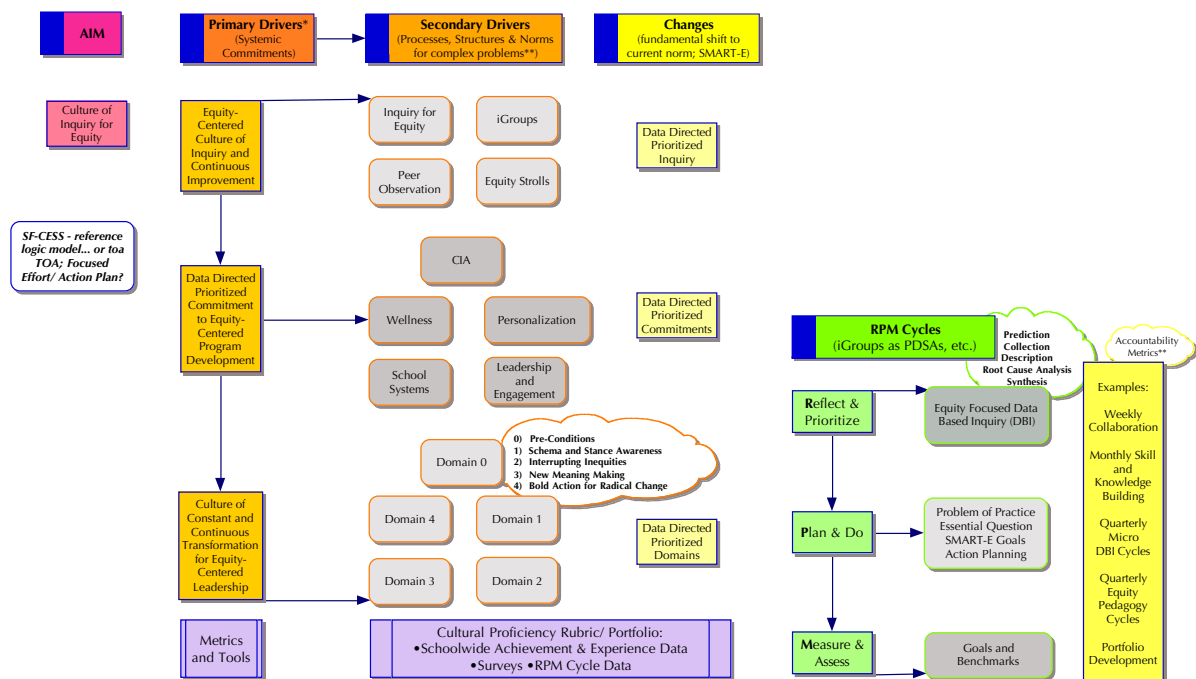 AIM
Primary Drivers*
(Systemic
Commitments)
Secondary Drivers
(Processes, Structures & Norms
for complex problems**)
Changes
(fundamental shift to
current norm; SMART-E)
Culture of
Inquiry for
Equity
Equity-
Centered
Culture of
Inquiry and
Continuous
Improvement
Inquiry for
Equity
iGroups
Peer
Observation
Equity Strolls
Data Directed
Prioritized
Inquiry
SF-CESS - reference
logic model... or toa
TOA; Focused
Effort/ Action Plan?
Data Directed
Prioritized
Commitment
to Equity-
Centered
Program
Development
CIA
Wellness
Personalization
School
Systems
Leadership
and
Engagement
Data Directed
Prioritized
Commitments
Domain 0
0) Pre-Conditions
1) Schema and Stance Awareness
2) Interrupting Inequities
3) New Meaning Making
4) Bold Action for Radical Change
Culture of
Constant and
Continuous
Transformation
for Equity-
Centered
Leadership
Domain 4
Domain 1
Domain 3
Domain 2
Data Directed
Prioritized
Domains
Metrics
and Tools
Cultural Proficiency Rubric/ Portfolio:
•Schoolwide Achievement & Experience Data
•Surveys •RPM Cycle Data
RPM Cycles
(iGroups as PDSAs, etc.)
Prediction
Collection
Description
Root Cause Analysis
Synthesis
Accountability
Metrics**
Reflect &
Prioritize
Equity Focused Data
Based Inquiry (DBI)
Plan & Do
Problem of Practice
Essential Question
SMART-E Goals
Action Planning
Measure &
Assess
Goals and
Benchmarks
Examples:
Weekly
Collaboration
Monthly Skill
and
Knowledge
Building
Quarterly
Micro
DBI Cycles
Quarterly
Equity
Pedagogy
Cycles
Portfolio
Development